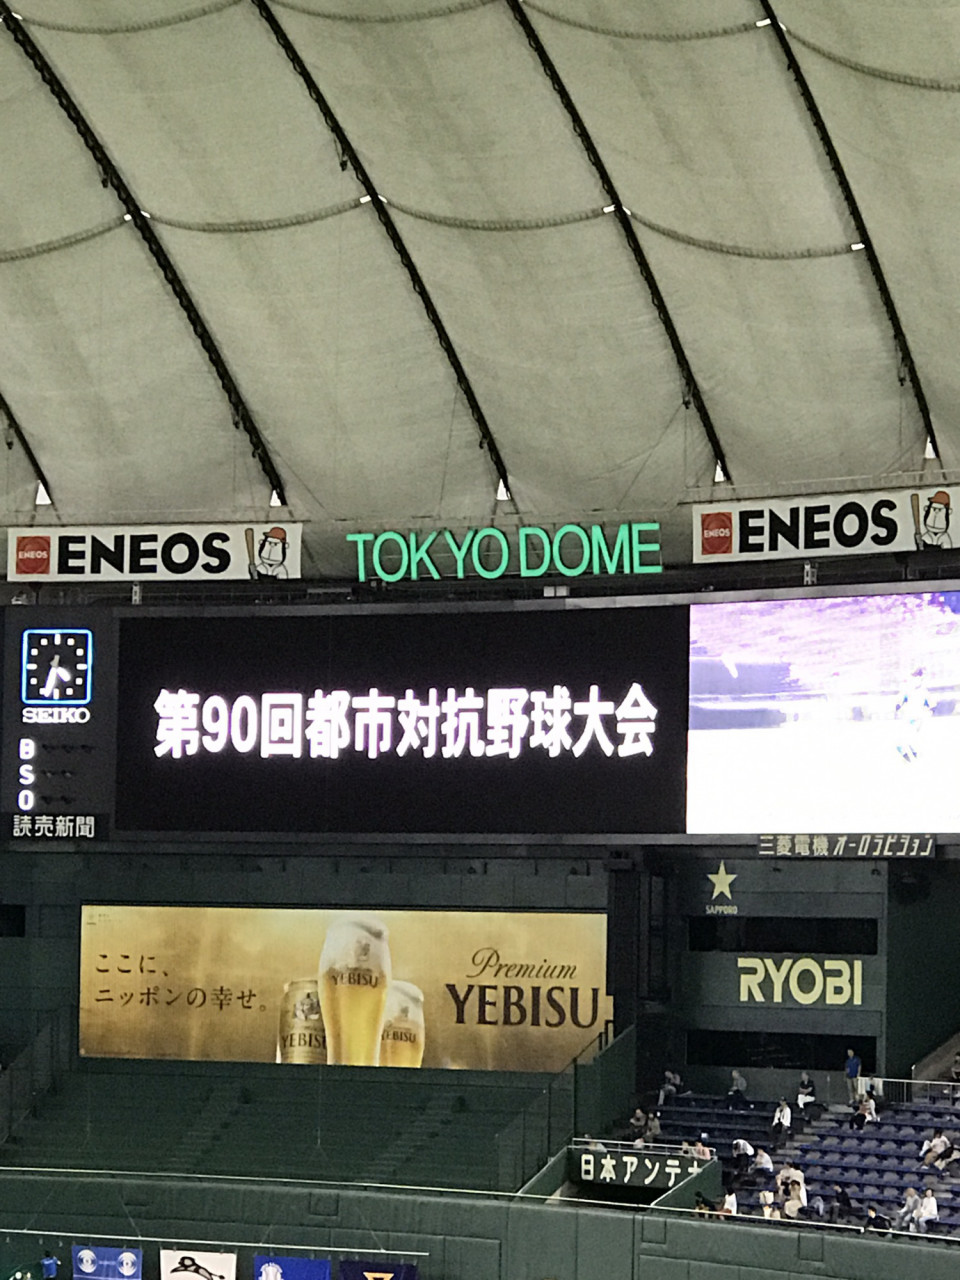 ENEOS
ENEOS
TOKYO DOME
ENEOS
ENEOS
SEIKO
第90回都市対抗野球大会
B
S
O
読売新聞
三菱電機 オーロラビジョン
SAPPORO
ここに、
ニッポンの幸せ。
YEBISU
YEBISU
YEBISU
Premium
YEBISU
RYOBI
日本アンテナ